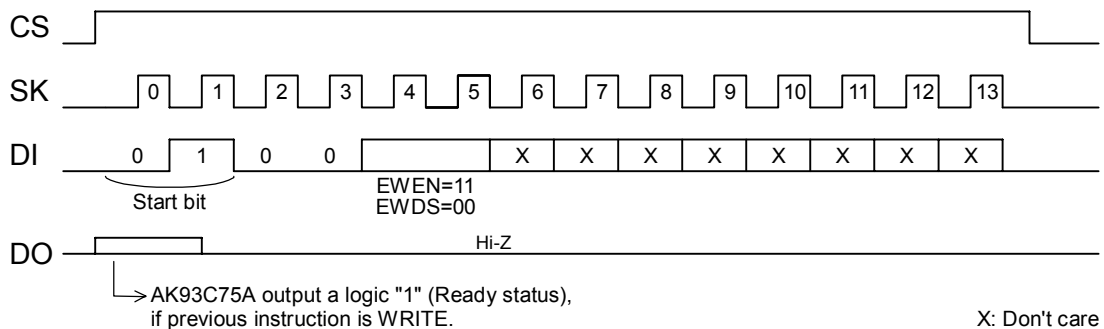 CS
SK 0 1 2 3 4 5 6 7 8 9 10 11 12 13
DI 0 1 0 0 X X X X X X X X
EWEN=11
EWDS=00
Start bit
Hi-Z
DO
AK93C75A output a logic "1" (Ready status),
if previous instruction is WRITE.
X: Don't care